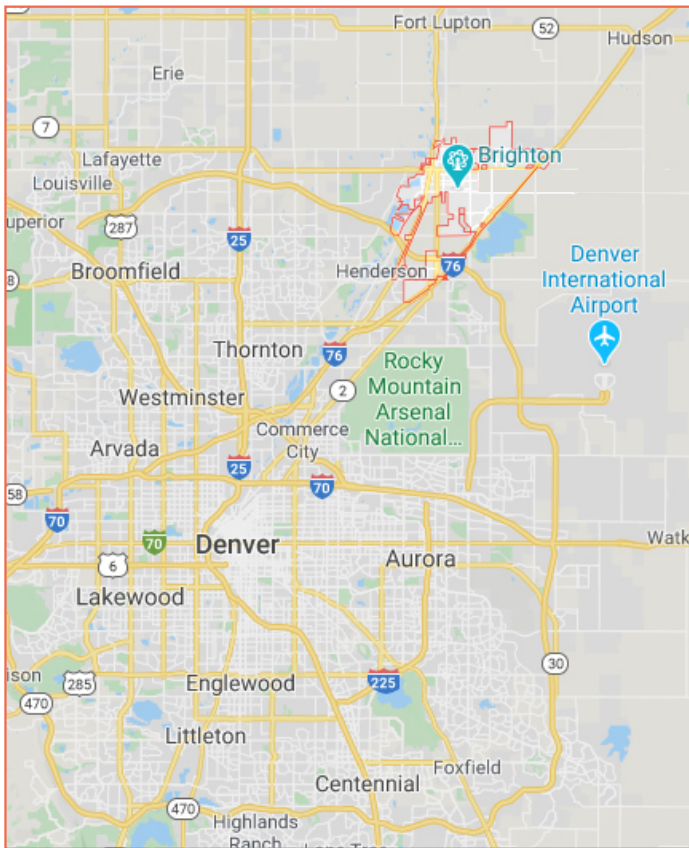 Fort Lupton
52
Hudson
Erie
7
Lafayette
Brighton
Louisville
uperior
287
25
Denver
International
Airport
Broomfield
Henderson
76
8
Thornton
76
Rocky
Mountain
Arsenal
National...
2
Westminster
Commerce
City
Arvada
25
70
58
70
70
Denver
Watk
6
Aurora
Lakewood
30
ison
285
Englewood
225
470
Littleton
Foxfield
Centennial
470
Highlands
Ranch